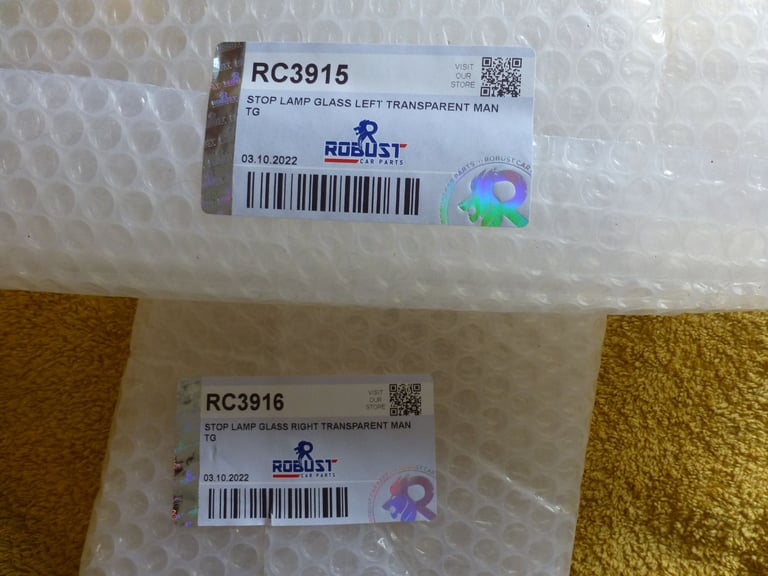 RC3915
VISIT
OUR
STORE
STOP LAMP GLASS LEFT TRANSPARENT MAN
TG
ROBUST
CAR PARTS
03.10.2022
RC3916
VISIT
OUR
STORE
STOP LAMP GLASS RIGHT TRANSPARENT MAN
TG
ROBUST
CAR PARTS
03.10.2022